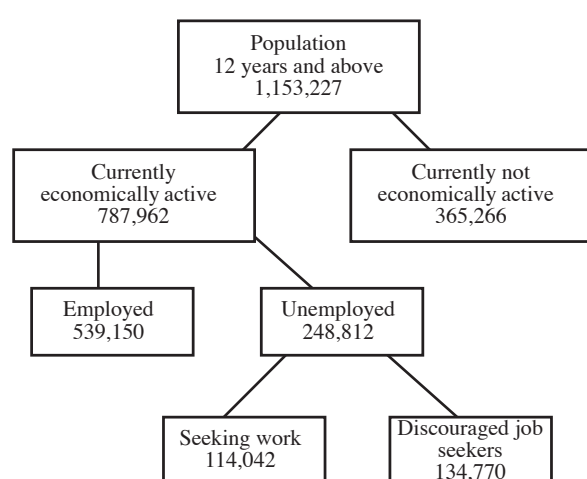 Population
12 years and above
1,153,227
Currently
economically active
787,962
Currently not
economically active
365,266
Employed
539,150
Unemployed
248,812
Seeking work
114,042
Discouraged job
seekers
134,770